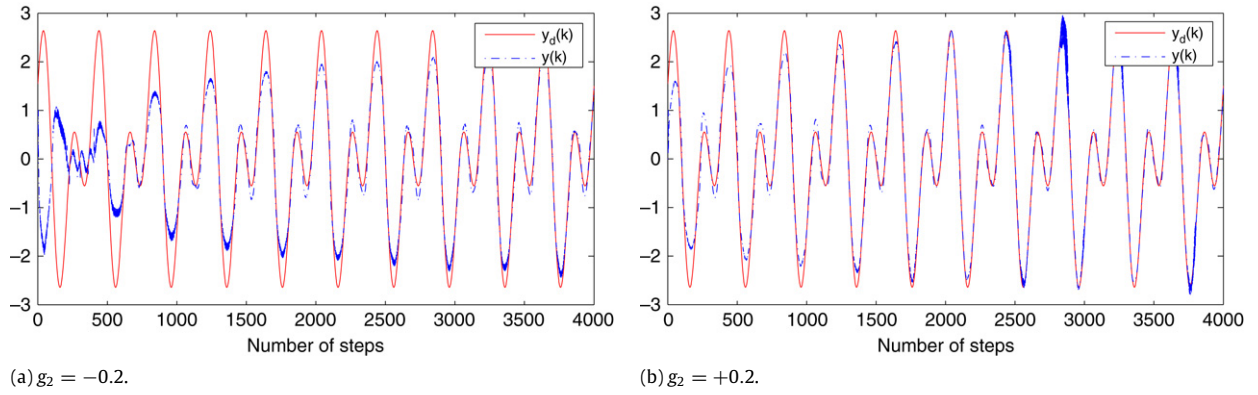 3
2
1
0
−1
−2
−3
0 500 1000 1500 2000 2500 3000 3500 4000
Number of steps
y_d(k)
y(k)
(a) g₂ = −0.2.
3
2
1
0
−1
−2
−3
0 500 1000 1500 2000 2500 3000 3500 4000
Number of steps
y_d(k)
y(k)
(b) g₂ = +0.2.